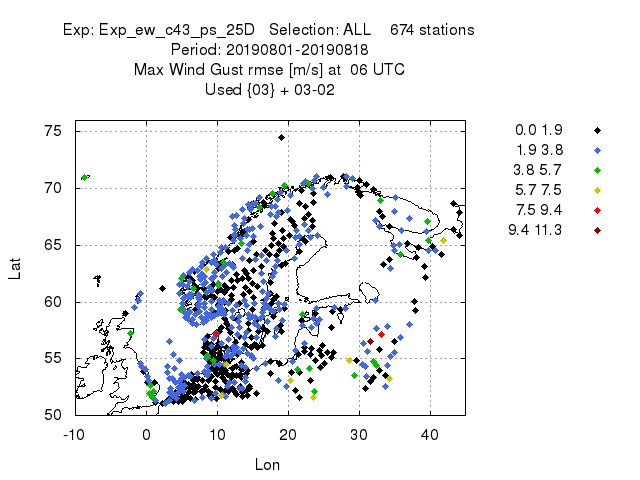 Exp: Exp_ew_c43_ps_25D   Selection: ALL    674 stations
Period: 20190801-20190818
Max Wind Gust rmse [m/s] at  06 UTC
Used {03} + 03-02
0.0 1.9
1.9 3.8
3.8 5.7
5.7 7.5
7.5 9.4
9.4 11.3
75
70
65
60
55
50
Lat
-10 0 10 20 30 40
Lon